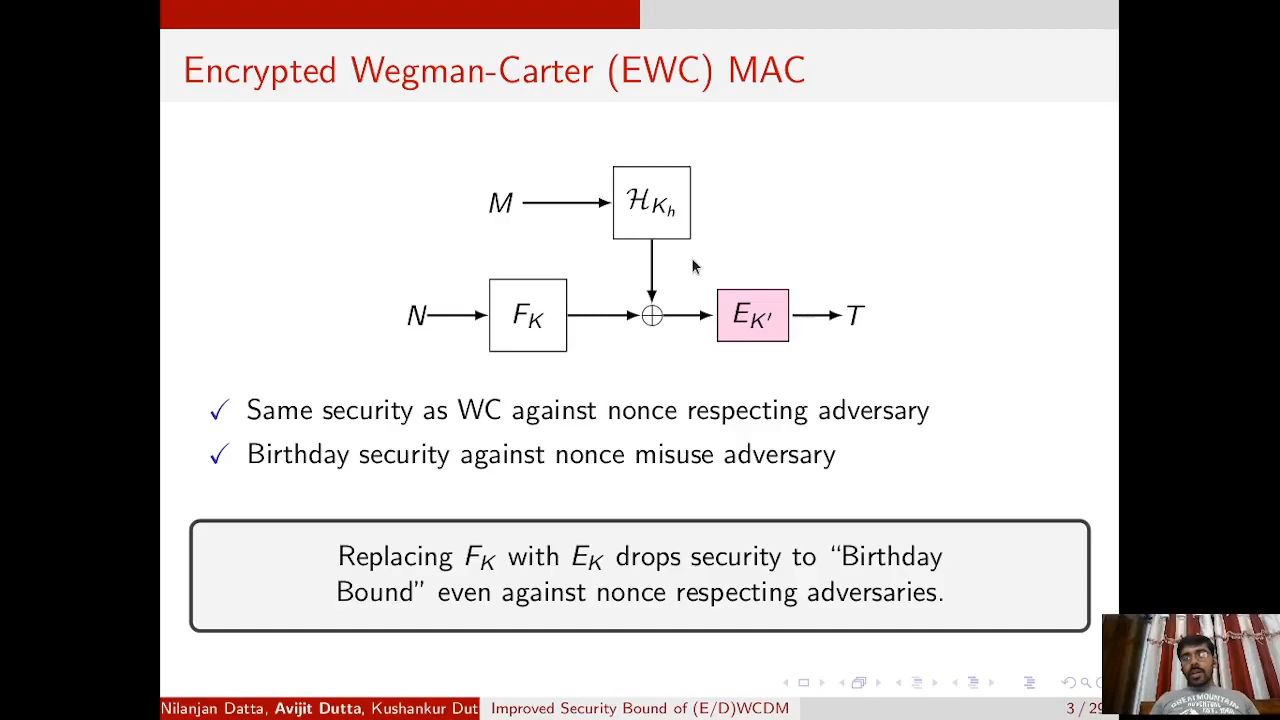 Encrypted Wegman-Carter (EWC) MAC
M
ℋ_{K_h}
N
F_K
⊕
E_{K′}
T
✓ Same security as WC against nonce respecting adversary
✓ Birthday security against nonce misuse adversary
Replacing F_K with E_K drops security to “Birthday
Bound” even against nonce respecting adversaries.
Nilanjan Datta, Avijit Dutta, Kushankur Dut
Improved Security Bound of (E/D)WCDM
3 / 29